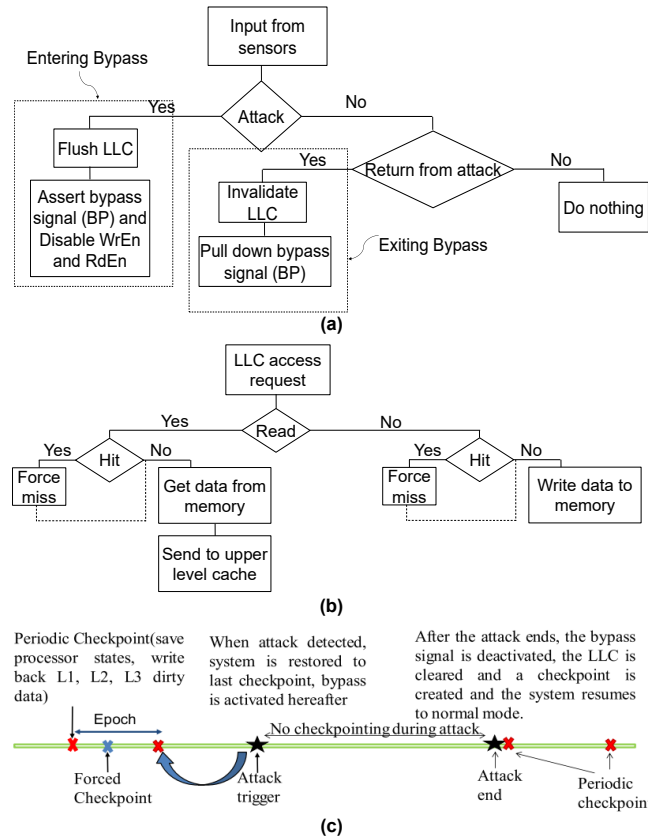 Input from
sensors
Entering Bypass
Yes
Attack
No
Flush LLC
Assert bypass
signal (BP) and
Disable WrEn
and RdEn
Yes
Return from attack
No
Invalidate
LLC
Do nothing
Pull down bypass
signal (BP)
Exiting Bypass
(a)
LLC access
request
Yes
Read
No
Yes
Hit
No
Yes
Hit
No
Force
miss
Get data from
memory
Force
miss
Write data to
memory
Send to upper
level cache
(b)
Periodic Checkpoint(save
processor states, write
back L1, L2, L3 dirty
data)
When attack detected,
system is restored to
last checkpoint, bypass
is activated hereafter
After the attack ends, the bypass
signal is deactivated, the LLC is
cleared and a checkpoint is
created and the system resumes
to normal mode.
Epoch
No checkpointing during attack
Forced
Checkpoint
Attack
trigger
Attack
end
Periodic
checkpoin
(c)